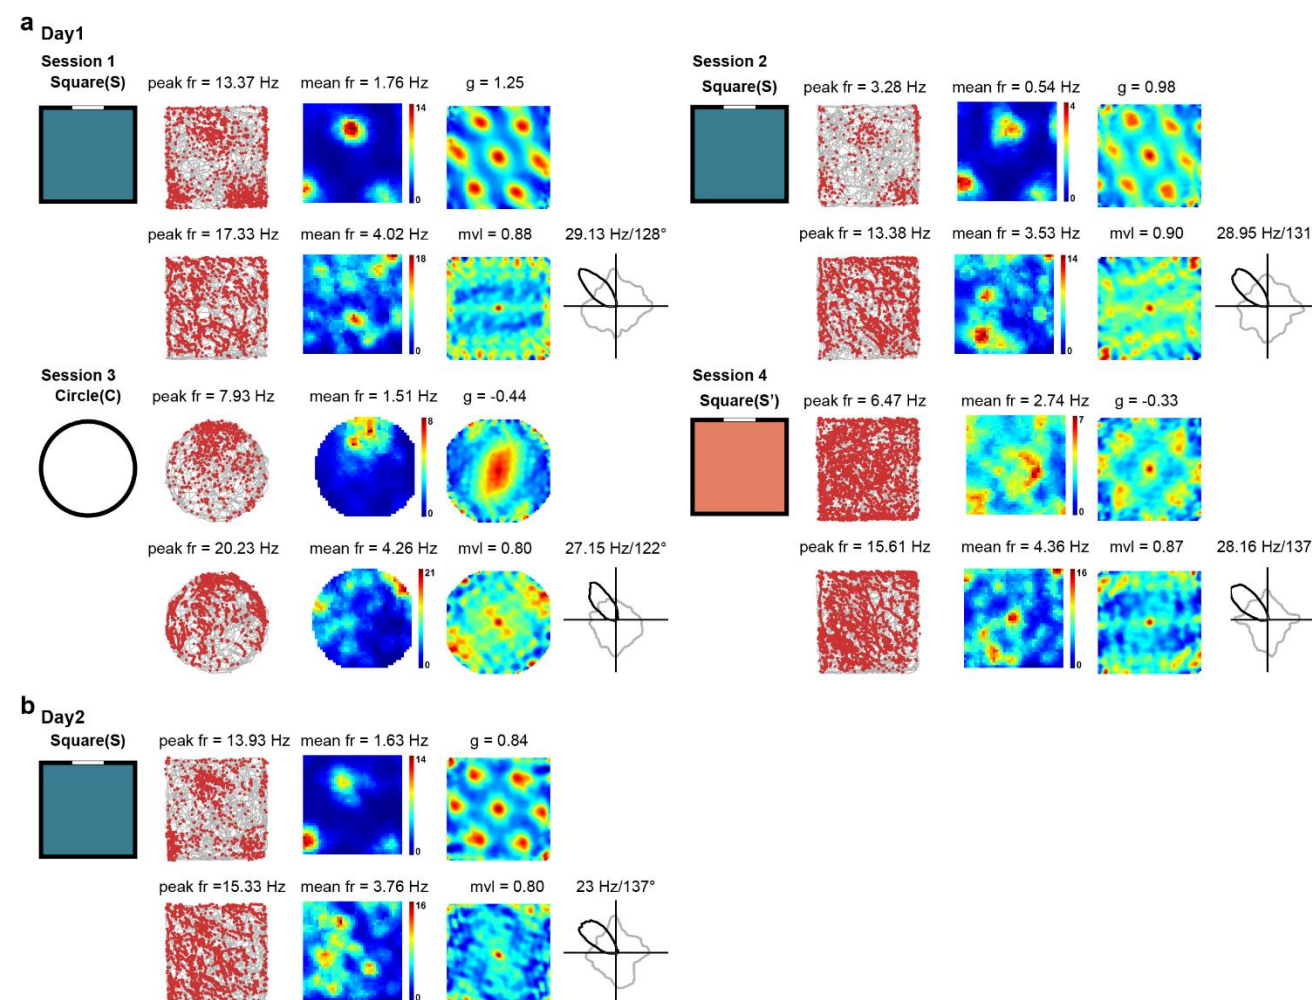 a
Day1
Session 1
Square(S)
peak fr = 13.37 Hz mean fr = 1.76 Hz g = 1.25
14
0
peak fr = 17.33 Hz mean fr = 4.02 Hz mvl = 0.88 29.13 Hz/128°
18
0
Session 2
Square(S)
peak fr = 3.28 Hz mean fr = 0.54 Hz g = 0.98
4
0
peak fr = 13.38 Hz mean fr = 3.53 Hz mvl = 0.90 28.95 Hz/131
14
0
Session 3
Circle(C)
peak fr = 7.93 Hz mean fr = 1.51 Hz g = -0.44
8
0
peak fr = 20.23 Hz mean fr = 4.26 Hz mvl = 0.80 27.15 Hz/122°
21
0
Session 4
Square(S')
peak fr = 6.47 Hz mean fr = 2.74 Hz g = -0.33
7
0
peak fr = 15.61 Hz mean fr = 4.36 Hz mvl = 0.87 28.16 Hz/137
16
0
b
Day2
Square(S)
peak fr = 13.93 Hz mean fr = 1.63 Hz g = 0.84
14
0
peak fr =15.33 Hz mean fr = 3.76 Hz mvl = 0.80 23 Hz/137°
16
0